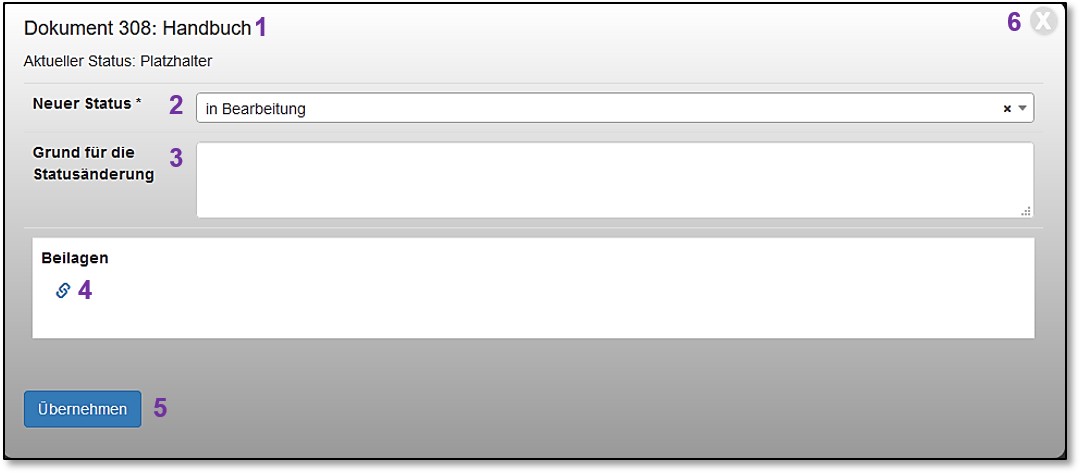 Dokument 308: Handbuch 1
6 X
Aktueller Status: Platzhalter
Neuer Status * 2 in Bearbeitung
Grund für die
Statusänderung 3
Beilagen
4
Übernehmen 5